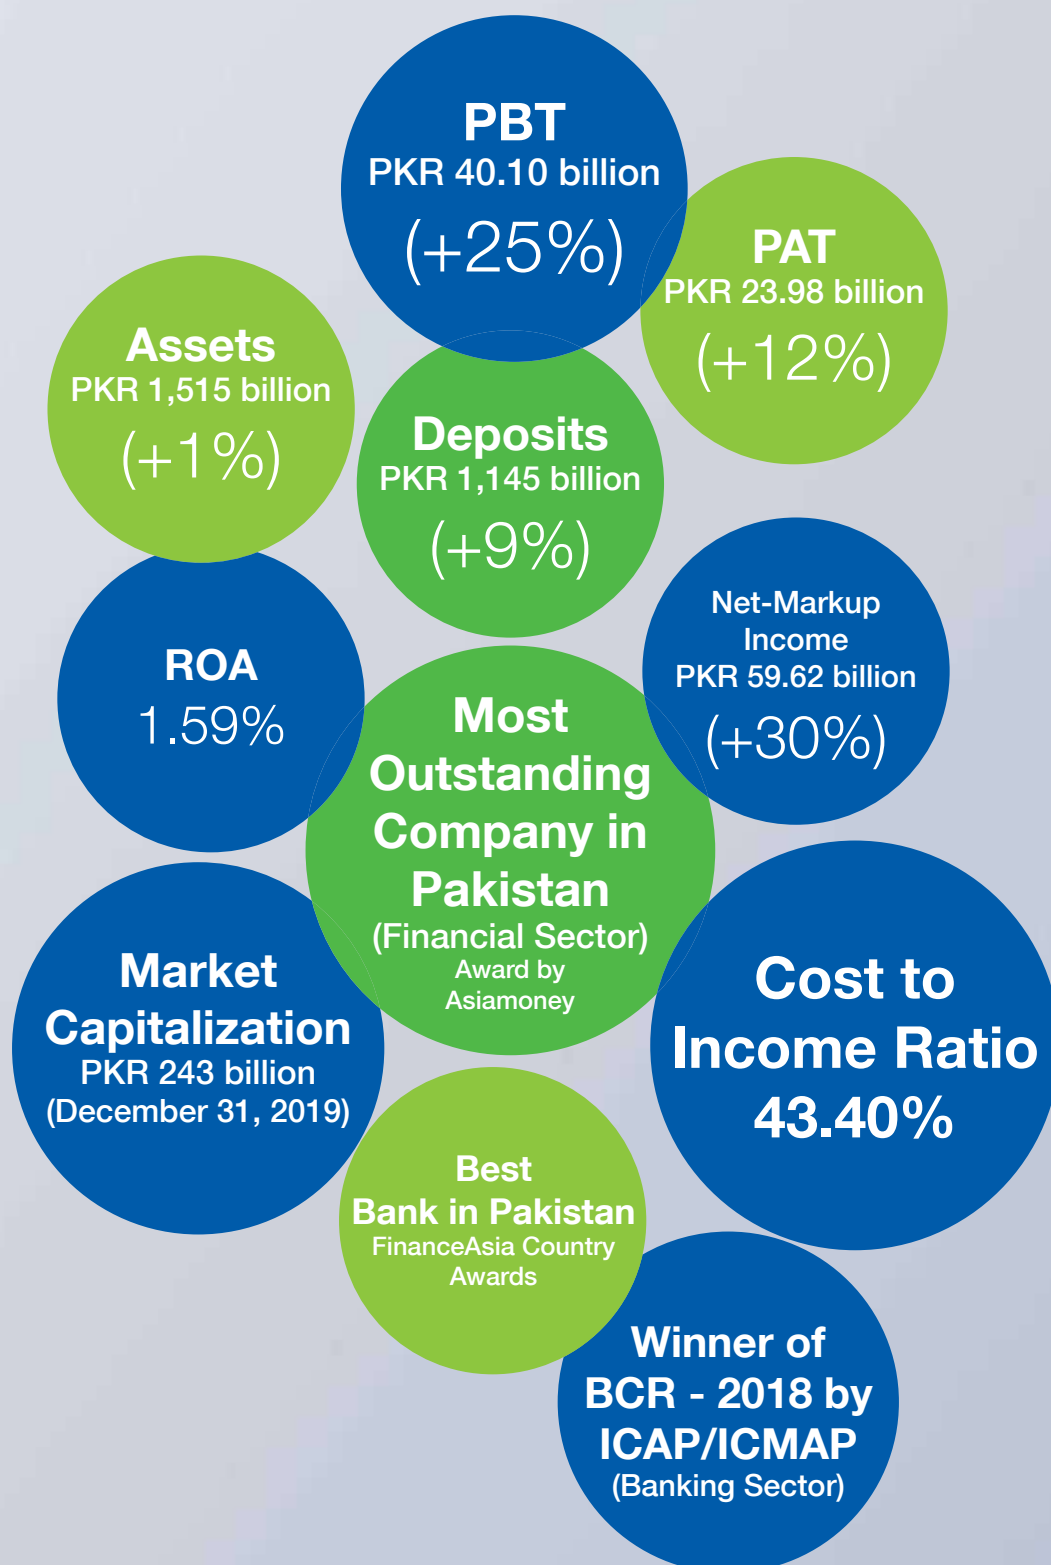 PBT
PKR 40.10 billion
(+25%)
PAT
PKR 23.98 billion
(+12%)
Assets
PKR 1,515 billion
(+1%)
Deposits
PKR 1,145 billion
(+9%)
Net-Markup
Income
PKR 59.62 billion
(+30%)
ROA
1.59%
Most
Outstanding
Company in
Pakistan
(Financial Sector)
Award by
Asiamoney
Market
Capitalization
PKR 243 billion
(December 31, 2019)
Cost to
Income Ratio
43.40%
Best
Bank in Pakistan
FinanceAsia Country
Awards
Winner of
BCR - 2018 by
ICAP/ICMAP
(Banking Sector)